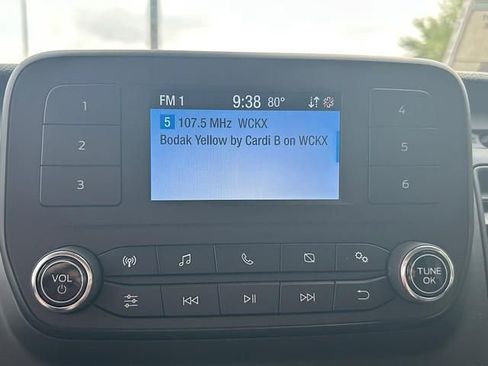 FM 1 9:38 80°
5 107.5 MHz WCKX
Bodak Yellow by Cardi B on WCKX
1
2
3
4
5
6
VOL
TUNE
OK